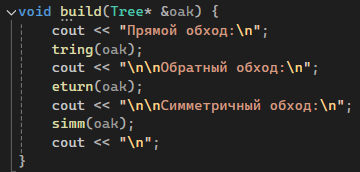 void build(Tree* &oak) {
cout << "Прямой обход:\n";
tring(oak);
cout << "\n\nОбратный обход:\n";
eturn(oak);
cout << "\n\nСимметричный обход:\n";
simm(oak);
cout << "\n";
}